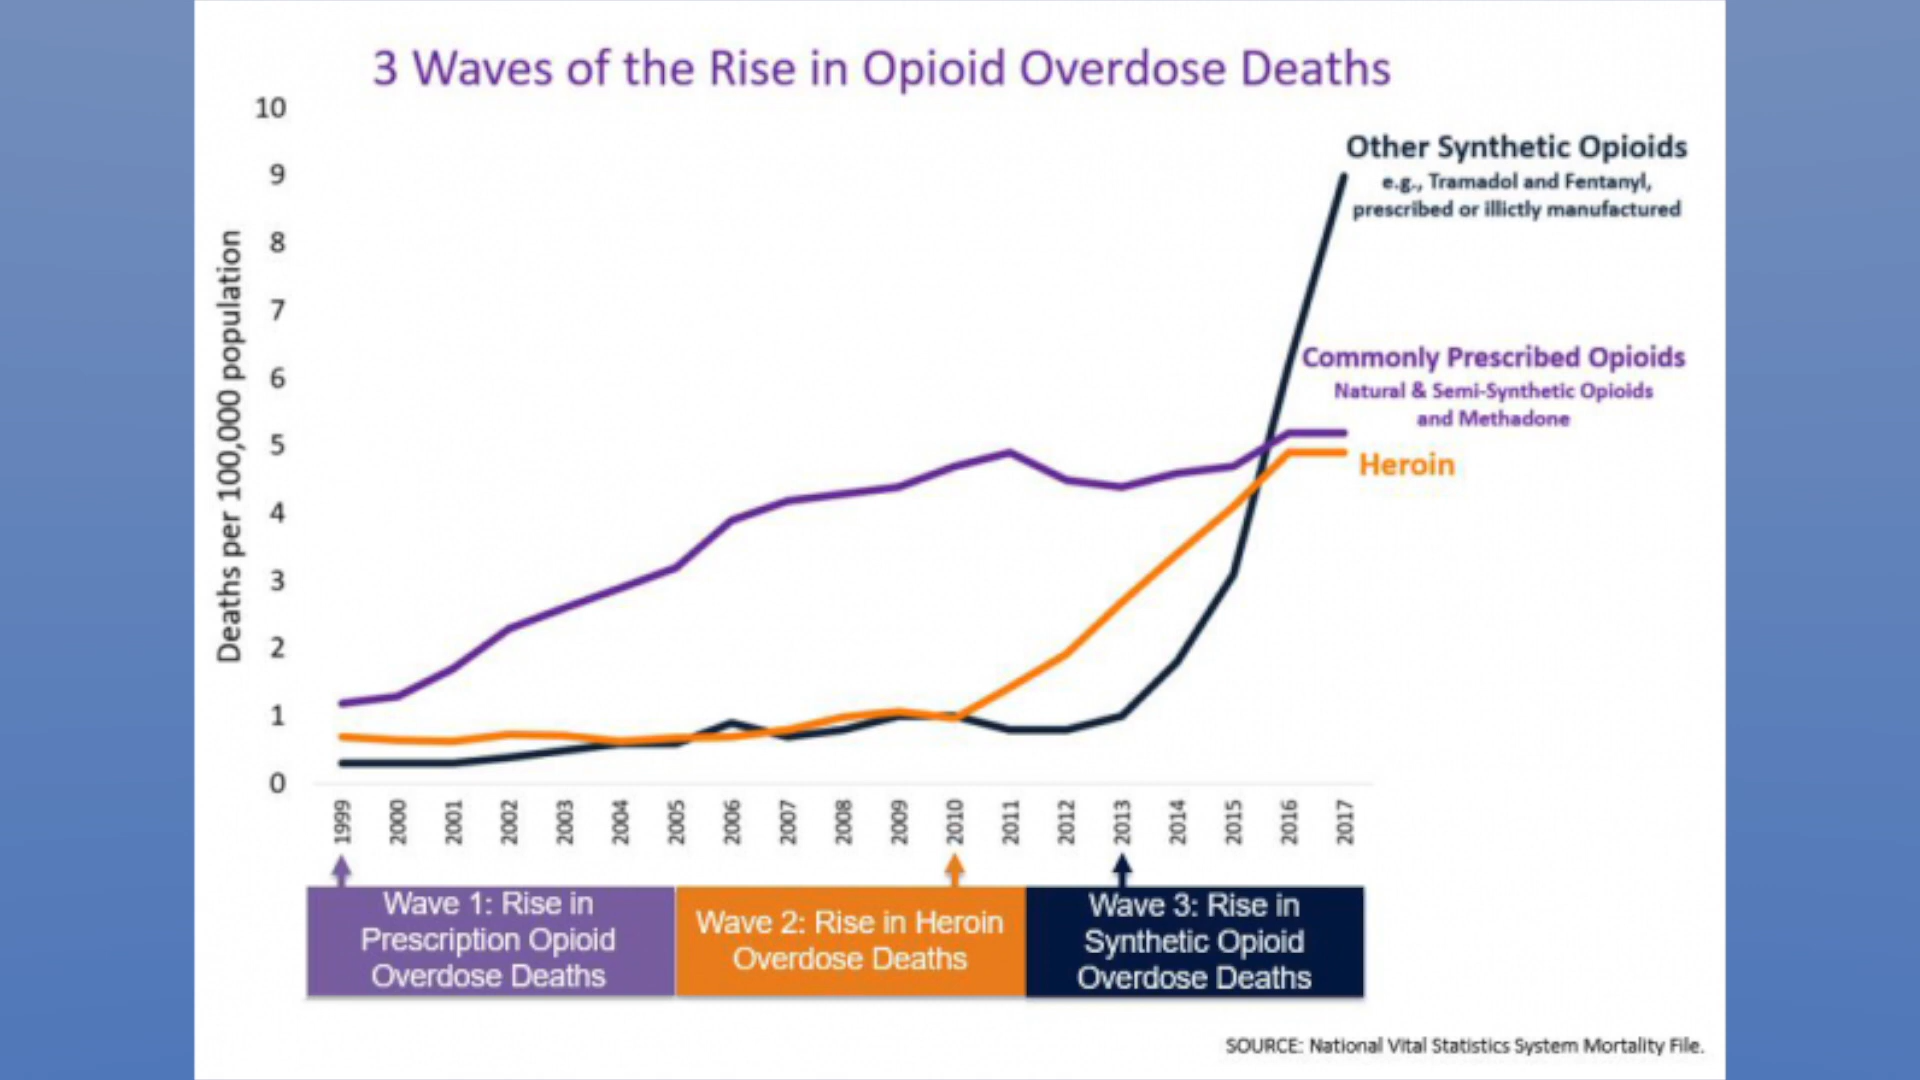 3 Waves of the Rise in Opioid Overdose Deaths
10
9
8
7
6
5
4
3
2
1
0
Deaths per 100,000 population
Other Synthetic Opioids
e.g., Tramadol and Fentanyl,
prescribed or illictly manufactured
Commonly Prescribed Opioids
Natural & Semi-Synthetic Opioids
and Methadone
Heroin
1999 2000 2001 2002 2003 2004 2005 2006 2007 2008 2009 2010 2011 2012 2013 2014 2015 2016 2017
Wave 1: Rise in
Prescription Opioid
Overdose Deaths
Wave 2: Rise in Heroin
Overdose Deaths
Wave 3: Rise in
Synthetic Opioid
Overdose Deaths
SOURCE: National Vital Statistics System Mortality File.